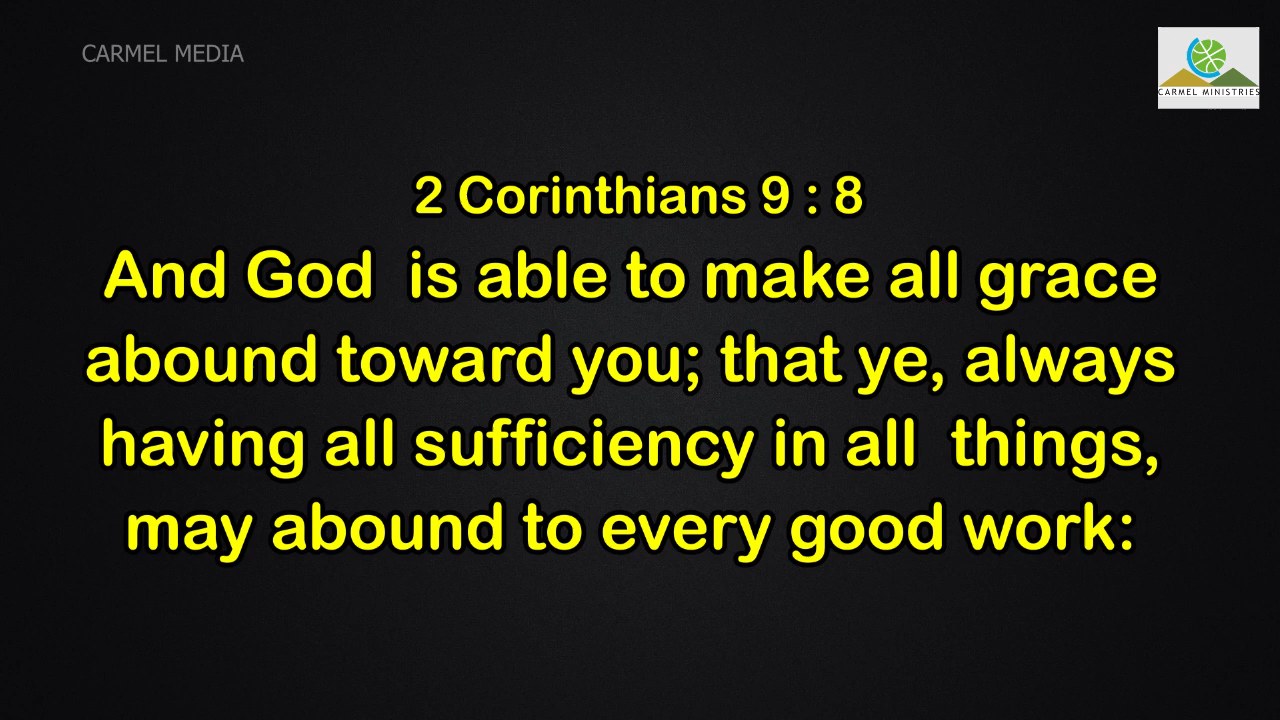 CARMEL MEDIA
CARMEL MINISTRIES
2 Corinthians 9 : 8
And God  is able to make all grace
abound toward you; that ye, always
having all sufficiency in all  things,
may abound to every good work: